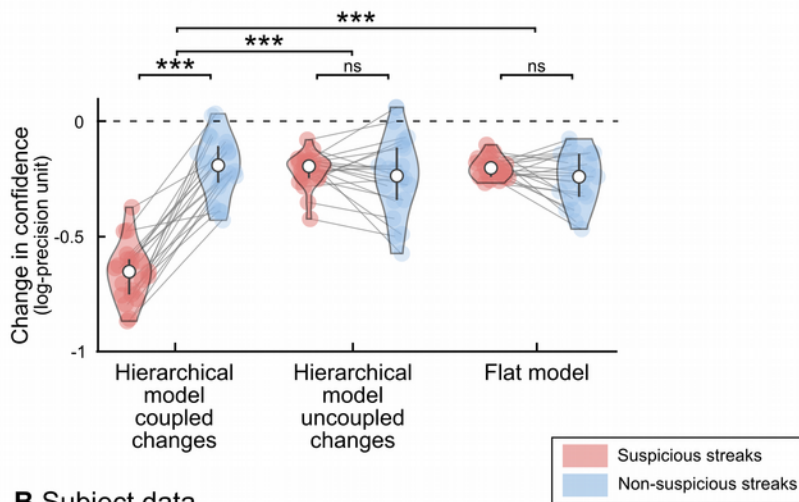 ***
***
***
ns
ns
0
-0.5
-1
Change in confidence
(log-precision unit)
Hierarchical
model
coupled
changes
Hierarchical
model
uncoupled
changes
Flat model
Suspicious streaks
Non-suspicious streaks
B Subject data